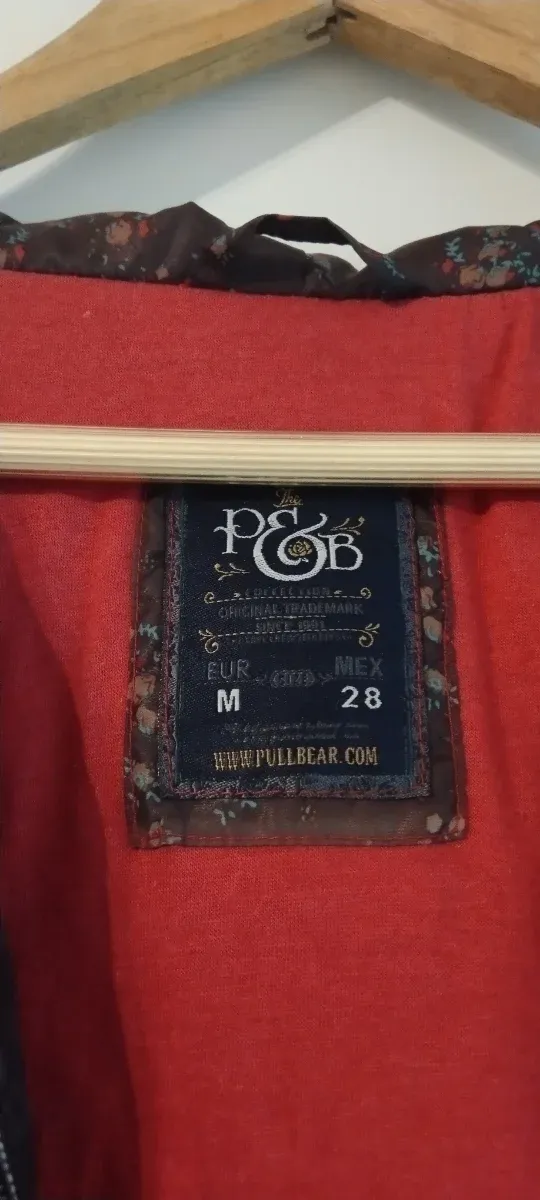 The
P&B
COLLECTION
ORIGINAL TRADEMARK
SINCE 1991
EUR MEX
M 28
WWW.PULLBEAR.COM